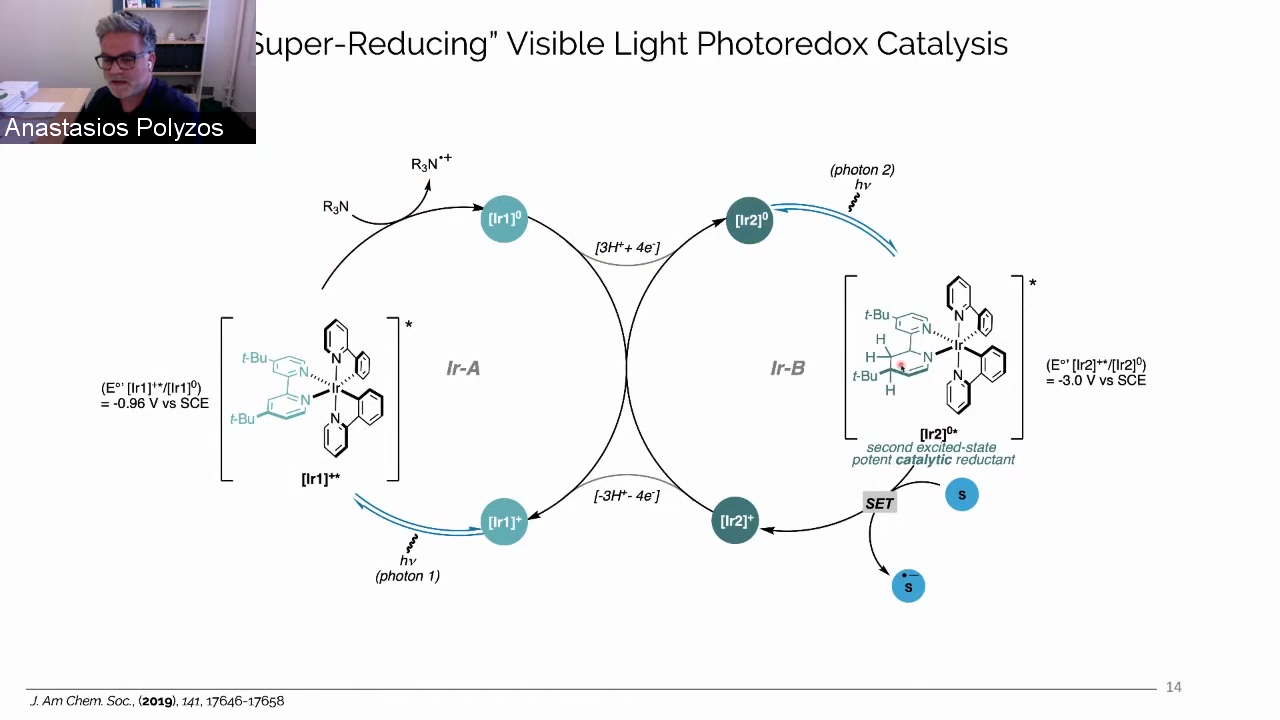 Super-Reducing” Visible Light Photoredox Catalysis
Anastasios Polyzos
R₃N•+
R₃N
[Ir1]⁰
[3H⁺+ 4e⁻]
[Ir2]⁰
(photon 2)
hν
*
t-Bu
N
N
t-Bu
N
Ir
N
(E°’ [Ir1]⁺*/[Ir1]⁰)
= -0.96 V vs SCE
[Ir1]⁺*
Ir-A
Ir-B
*
t-Bu
N
N
H
H
N
Ir
t-Bu
H
N
(E°’ [Ir2]⁺*/[Ir2]⁰)
= -3.0 V vs SCE
[Ir2]⁰*
second excited-state
potent catalytic reductant
[-3H⁺- 4e⁻]
[Ir1]⁺
[Ir2]⁺
SET
S
hν
(photon 1)
•—
S
J. Am Chem. Soc., (2019), 141, 17646-17658
14